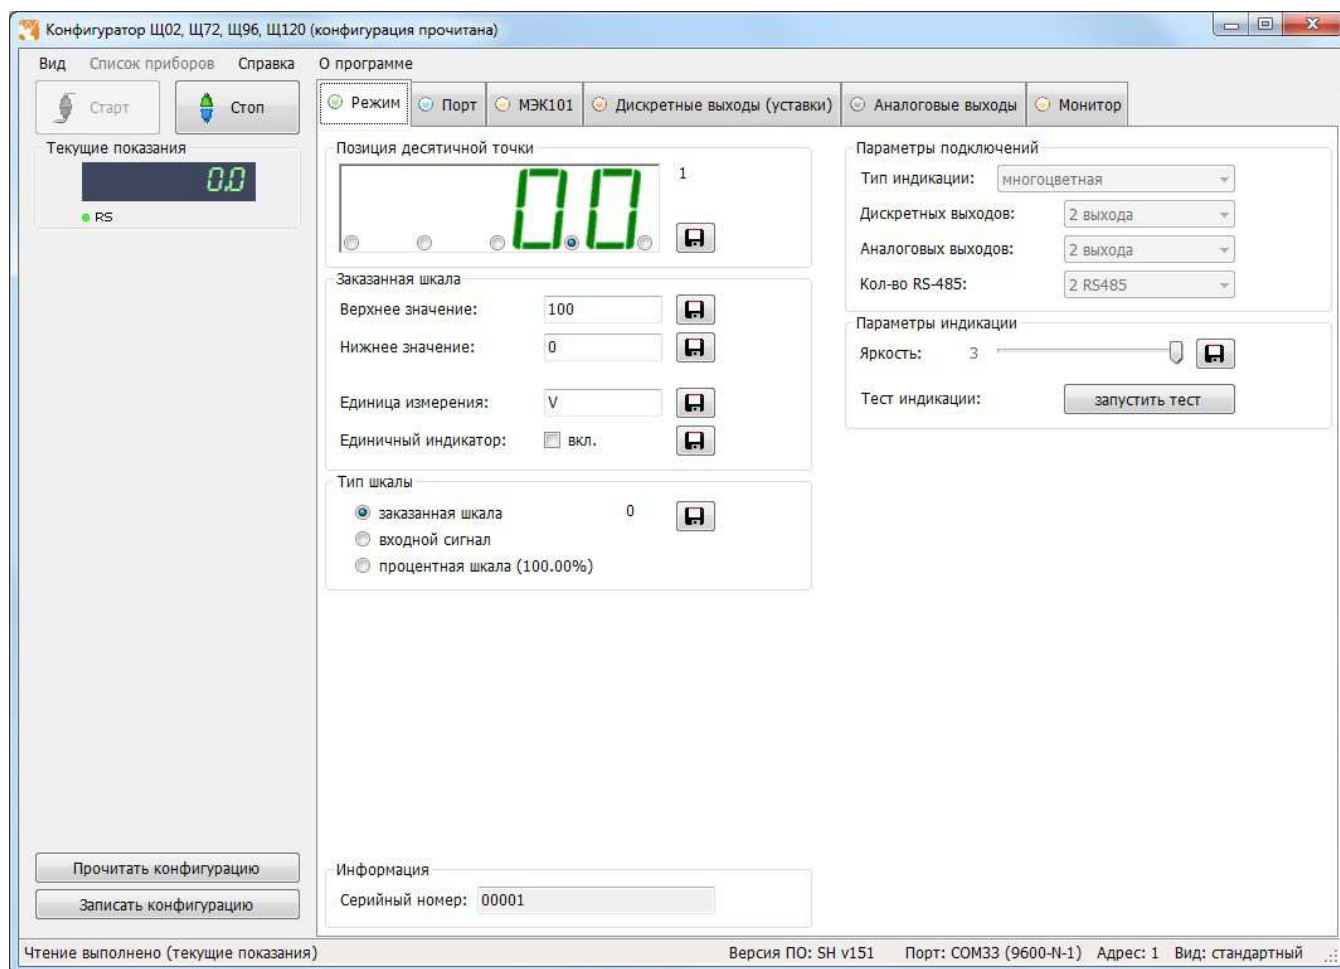 Конфигуратор Щ02, Щ72, Щ96, Щ120 (конфигурация прочитана)
Вид Список приборов Справка О программе
Старт Стоп
Режим Порт МЭК101 Дискретные выходы (уставки) Аналоговые выходы Монитор
Текущие показания
0.0
RS
Позиция десятичной точки
0.0 1
Заказанная шкала
Верхнее значение: 100
Нижнее значение: 0
Единица измерения: V
Единичный индикатор: вкл.
Тип шкалы
заказанная шкала 0
входной сигнал
процентная шкала (100.00%)
Параметры подключений
Тип индикации: многоцветная
Дискретных выходов: 2 выхода
Аналоговых выходов: 2 выхода
Кол-во RS-485: 2 RS485
Параметры индикации
Яркость: 3
Тест индикации: запустить тест
Прочитать конфигурацию
Записать конфигурацию
Информация
Серийный номер: 00001
Чтение выполнено (текущие показания) Версия ПО: SH v151 Порт: COM33 (9600-N-1) Адрес: 1 Вид: стандартный